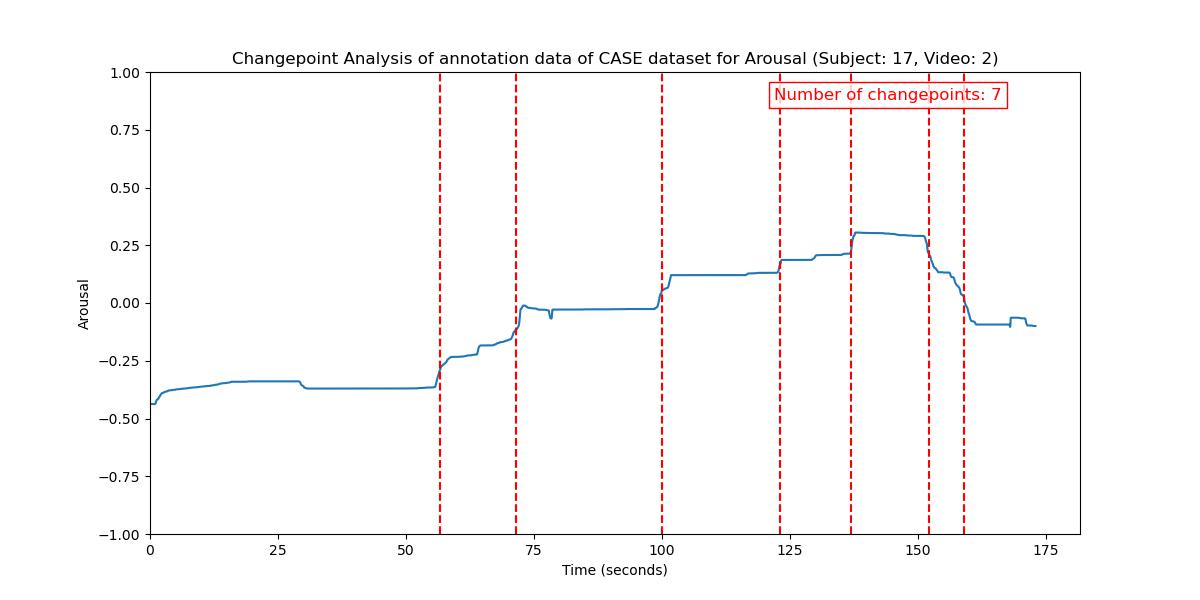 Changepoint Analysis of annotation data of CASE dataset for Arousal (Subject: 17, Video: 2)
Number of changepoints: 7
1.00
0.75
0.50
0.25
0.00
−0.25
−0.50
−0.75
−1.00
Arousal
0 25 50 75 100 125 150 175
Time (seconds)